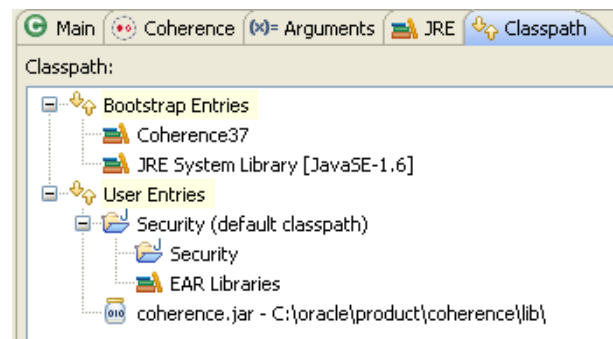 Main Coherence (x)= Arguments JRE Classpath
Classpath:
Bootstrap Entries
Coherence37
JRE System Library [JavaSE-1.6]
User Entries
Security (default classpath)
Security
EAR Libraries
coherence.jar - C:\oracle\product\coherence\lib\